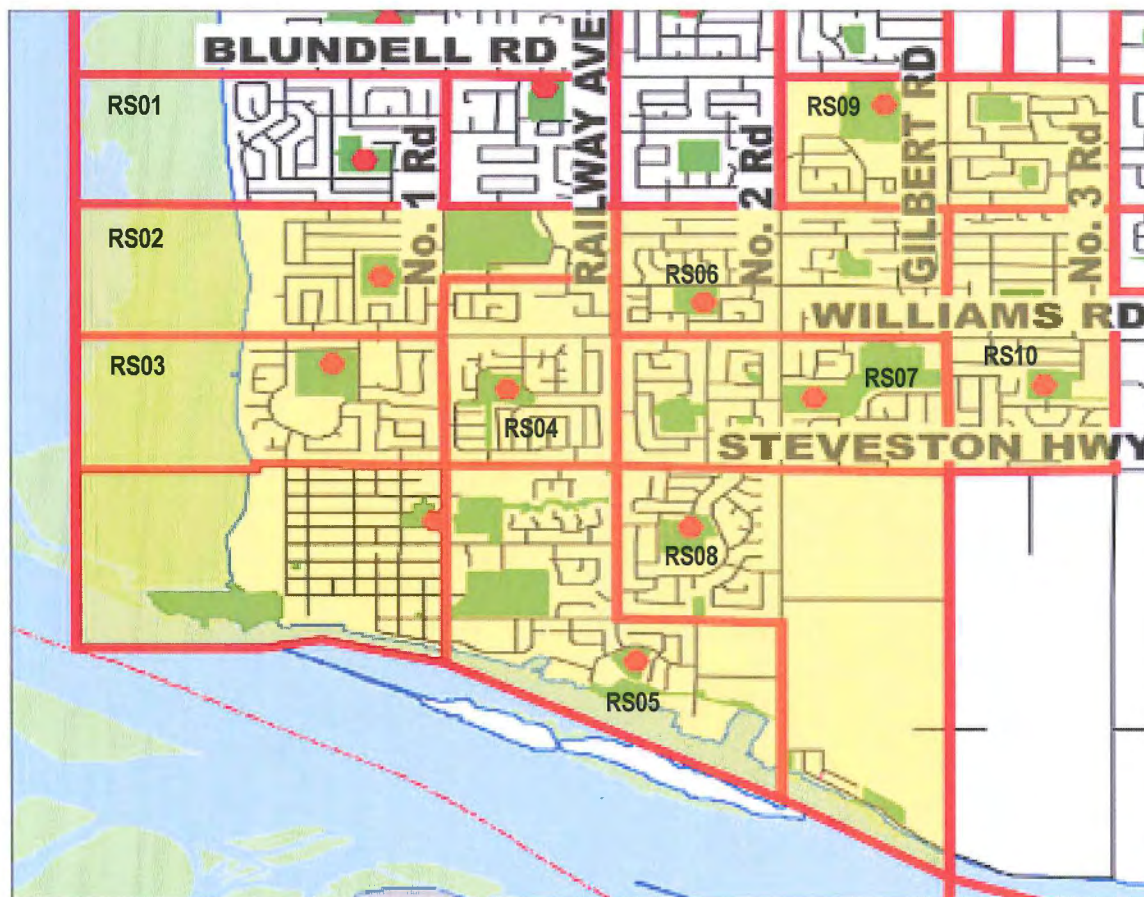 BLUNDELL RD
RAILWAY AVE
RS01
No. 1 Rd
No. 2 Rd
RS09
GILBERT RD
No. 3 Rd
RS02
RS06
WILLIAMS RD
RS03
RS04
RS07
RS10
STEVESTON HWY
RS08
RS05